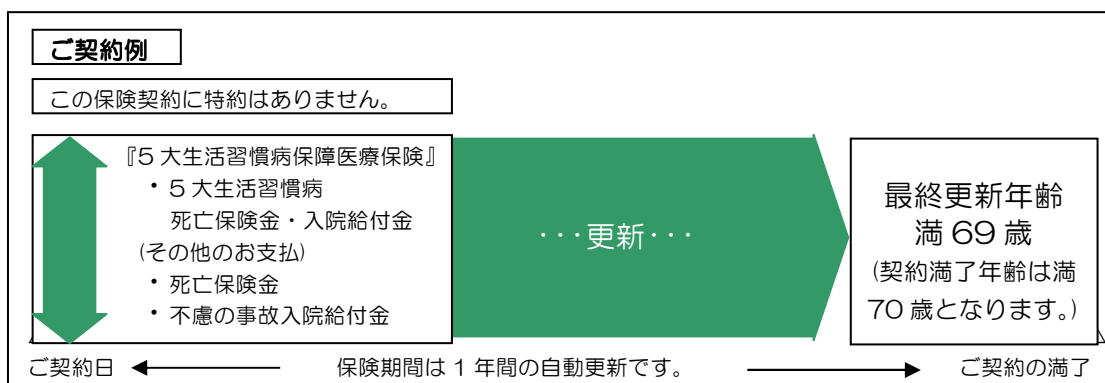 ご契約例
この保険契約に特約はありません。
『5大生活習慣病保障医療保険』
・5大生活習慣病
死亡保険金・入院給付金
(その他のお支払)
・死亡保険金
・不慮の事故入院給付金
・・・更新・・・
最終更新年齢
満69歳
(契約満了年齢は満
70歳となります。)
ご契約日
保険期間は1年間の自動更新です。
ご契約の満了